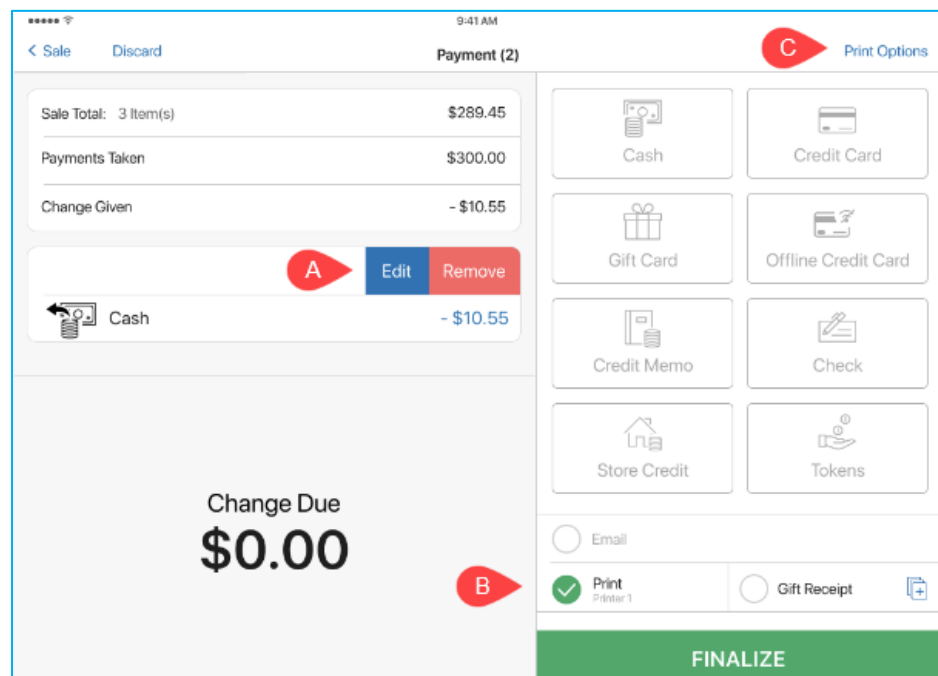 9:41 AM
< Sale Discard Payment (2) C Print Options
Sale Total: 3 Item(s) $289.45
Payments Taken $300.00
Change Given - $10.55
A Edit Remove
Cash - $10.55
Change Due
$0.00
Cash Credit Card
Gift Card Offline Credit Card
Credit Memo Check
Store Credit Tokens
Email
B Print Gift Receipt
Printer 1
FINALIZE